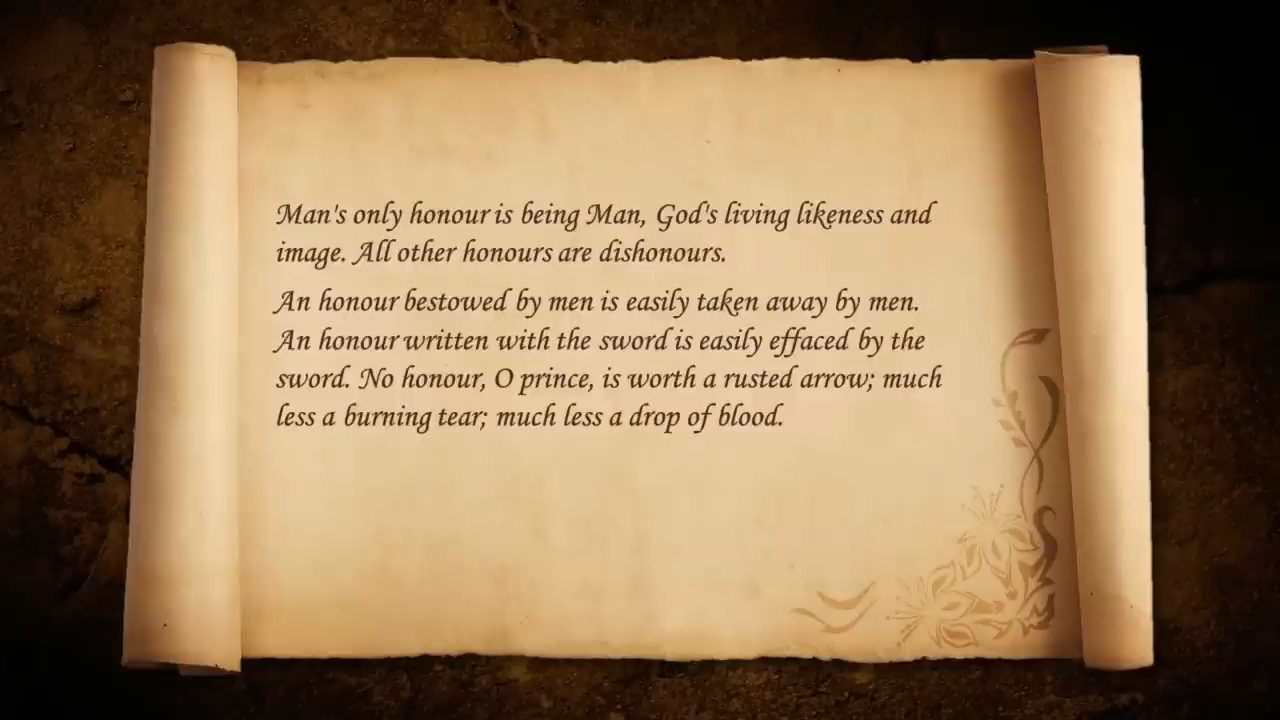 Man's only honour is being Man, God's living likeness and
image. All other honours are dishonours.
An honour bestowed by men is easily taken away by men.
An honour written with the sword is easily effaced by the
sword. No honour, O prince, is worth a rusted arrow; much
less a burning tear; much less a drop of blood.